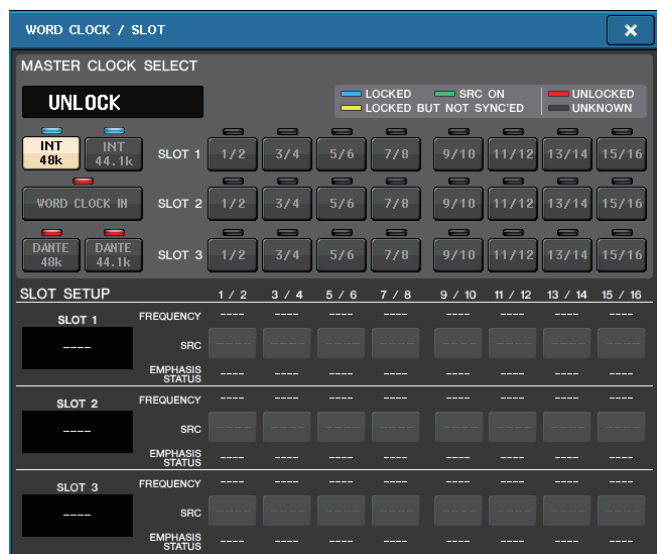 WORD CLOCK / SLOT
MASTER CLOCK SELECT
UNLOCK
LOCKED SRC ON UNLOCKED
LOCKED BUT NOT SYNC'ED UNKNOWN
INT 48k INT 44.1k SLOT 1 1/2 3/4 5/6 7/8 9/10 11/12 13/14 15/16
WORD CLOCK IN SLOT 2 1/2 3/4 5/6 7/8 9/10 11/12 13/14 15/16
DANTE 48k DANTE 44.1k SLOT 3 1/2 3/4 5/6 7/8 9/10 11/12 13/14 15/16
SLOT SETUP 1 / 2 3 / 4 5 / 6 7 / 8 9 / 10 11 / 12 13 / 14 15 / 16
SLOT 1 FREQUENCY ---- ---- ---- ---- ---- ---- ---- ----
---- SRC ---- ---- ---- ---- ---- ---- ---- ----
EMPHASIS STATUS ---- ---- ---- ---- ---- ---- ---- ----
SLOT 2 FREQUENCY ---- ---- ---- ---- ---- ---- ---- ----
---- SRC ---- ---- ---- ---- ---- ---- ---- ----
EMPHASIS STATUS ---- ---- ---- ---- ---- ---- ---- ----
SLOT 3 FREQUENCY ---- ---- ---- ---- ---- ---- ---- ----
---- SRC ---- ---- ---- ---- ---- ---- ---- ----
EMPHASIS STATUS ---- ---- ---- ---- ---- ---- ---- ----